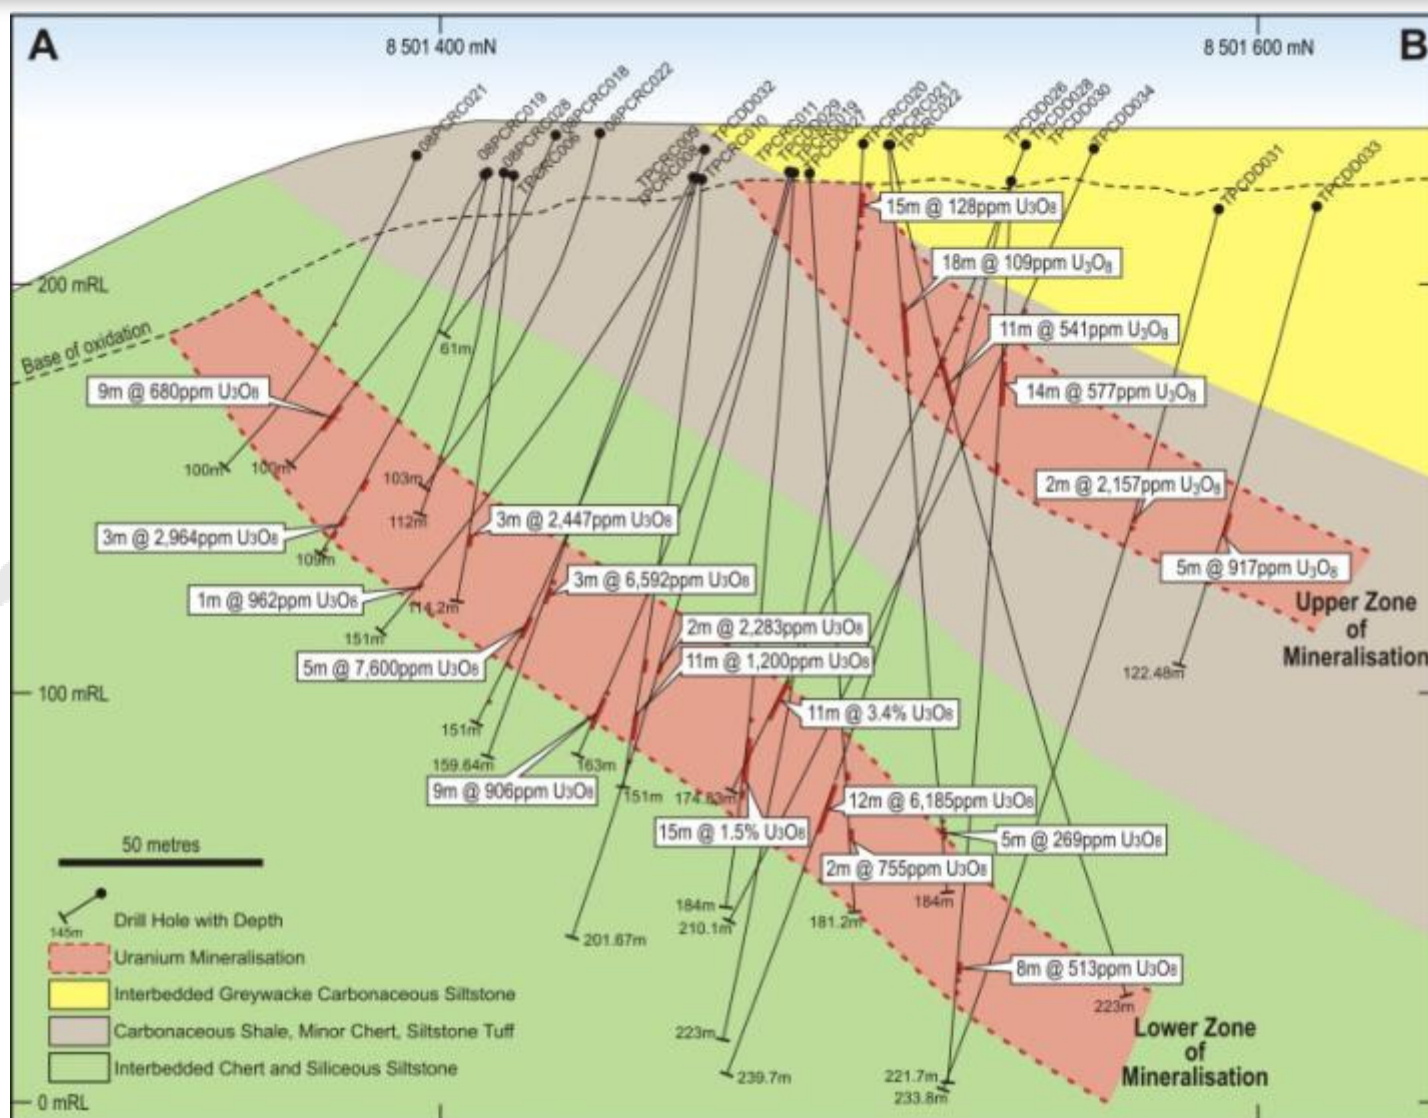 A
8 501 400 mN
8 501 600 mN
B
08PCRC021
08PCRC019
08PCRC028
TPCRC006
08PCRC018
08PCRC022
TPCRC009
TPCRC008
TPCDD032
TPCRC010
TPCRC011
TPCDD029
TPCRC019
TPCDD027
TPCRC020
TPCRC021
TPCRC022
TPCDD026
TPCDD028
TPCDD030
TPCDD034
TPCDD031
TPCDD033
15m @ 128ppm U3O8
18m @ 109ppm U3O8
200 mRL
Base of oxidation
61m
11m @ 541ppm U3O8
9m @ 680ppm U3O8
14m @ 577ppm U3O8
100m
100m
103m
2m @ 2,157ppm U3O8
112m
3m @ 2,447ppm U3O8
3m @ 2,964ppm U3O8
109m
5m @ 917ppm U3O8
3m @ 6,592ppm U3O8
1m @ 962ppm U3O8
114.2m
Upper Zone
of
Mineralisation
151m
2m @ 2,283ppm U3O8
5m @ 7,600ppm U3O8
11m @ 1,200ppm U3O8
122.48m
100 mRL
11m @ 3.4% U3O8
151m
159.64m
163m
9m @ 906ppm U3O8
151m
174.83m
12m @ 6,185ppm U3O8
15m @ 1.5% U3O8
5m @ 269ppm U3O8
50 metres
2m @ 755ppm U3O8
184m
184m
210.1m
181.2m
201.67m
145m
Drill Hole with Depth
Uranium Mineralisation
8m @ 513ppm U3O8
Interbedded Greywacke Carbonaceous Siltstone
223m
Carbonaceous Shale, Minor Chert, Siltstone Tuff
223m
Lower Zone
of
Mineralisation
Interbedded Chert and Siliceous Siltstone
239.7m
221.7m
233.8m
0 mRL